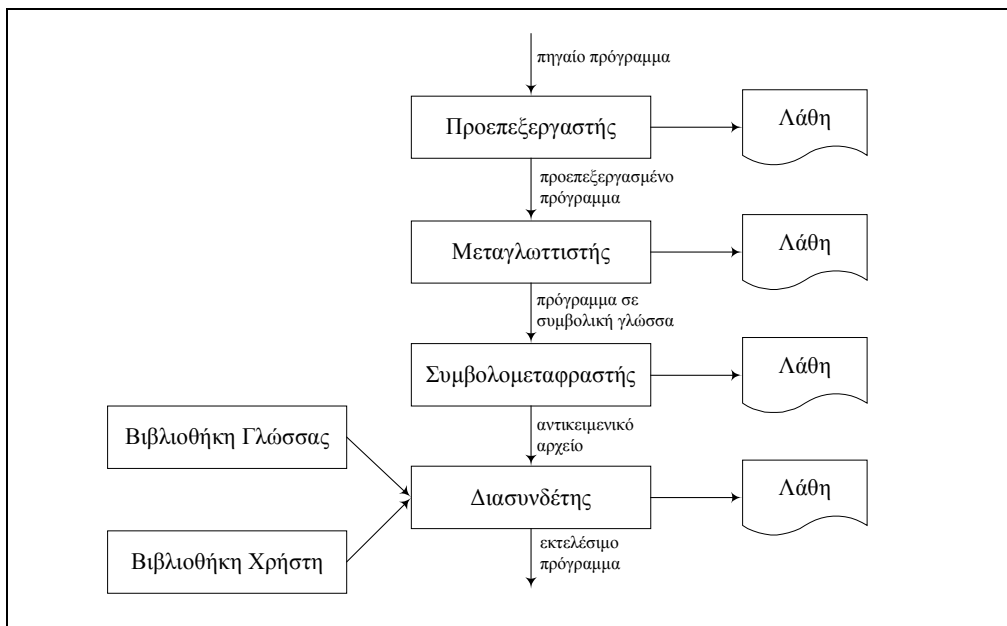 πηγαίο πρόγραμμα
Προεπεξεργαστής
Λάθη
προεπεξεργασμένο
πρόγραμμα
Μεταγλωττιστής
Λάθη
πρόγραμμα σε
συμβολική γλώσσα
Συμβολομεταφραστής
Λάθη
Βιβλιοθήκη Γλώσσας
αντικειμενικό
αρχείο
Διασυνδέτης
Λάθη
Βιβλιοθήκη Χρήστη
εκτελέσιμο
πρόγραμμα